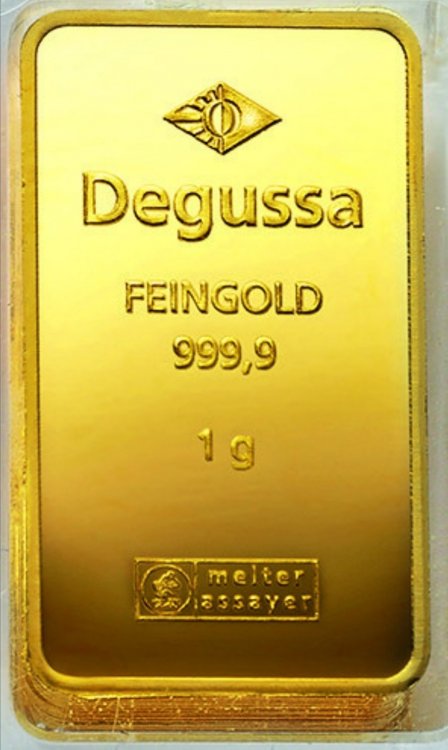 Degussa
FEINGOLD
999,9
1 g
melter
assayer